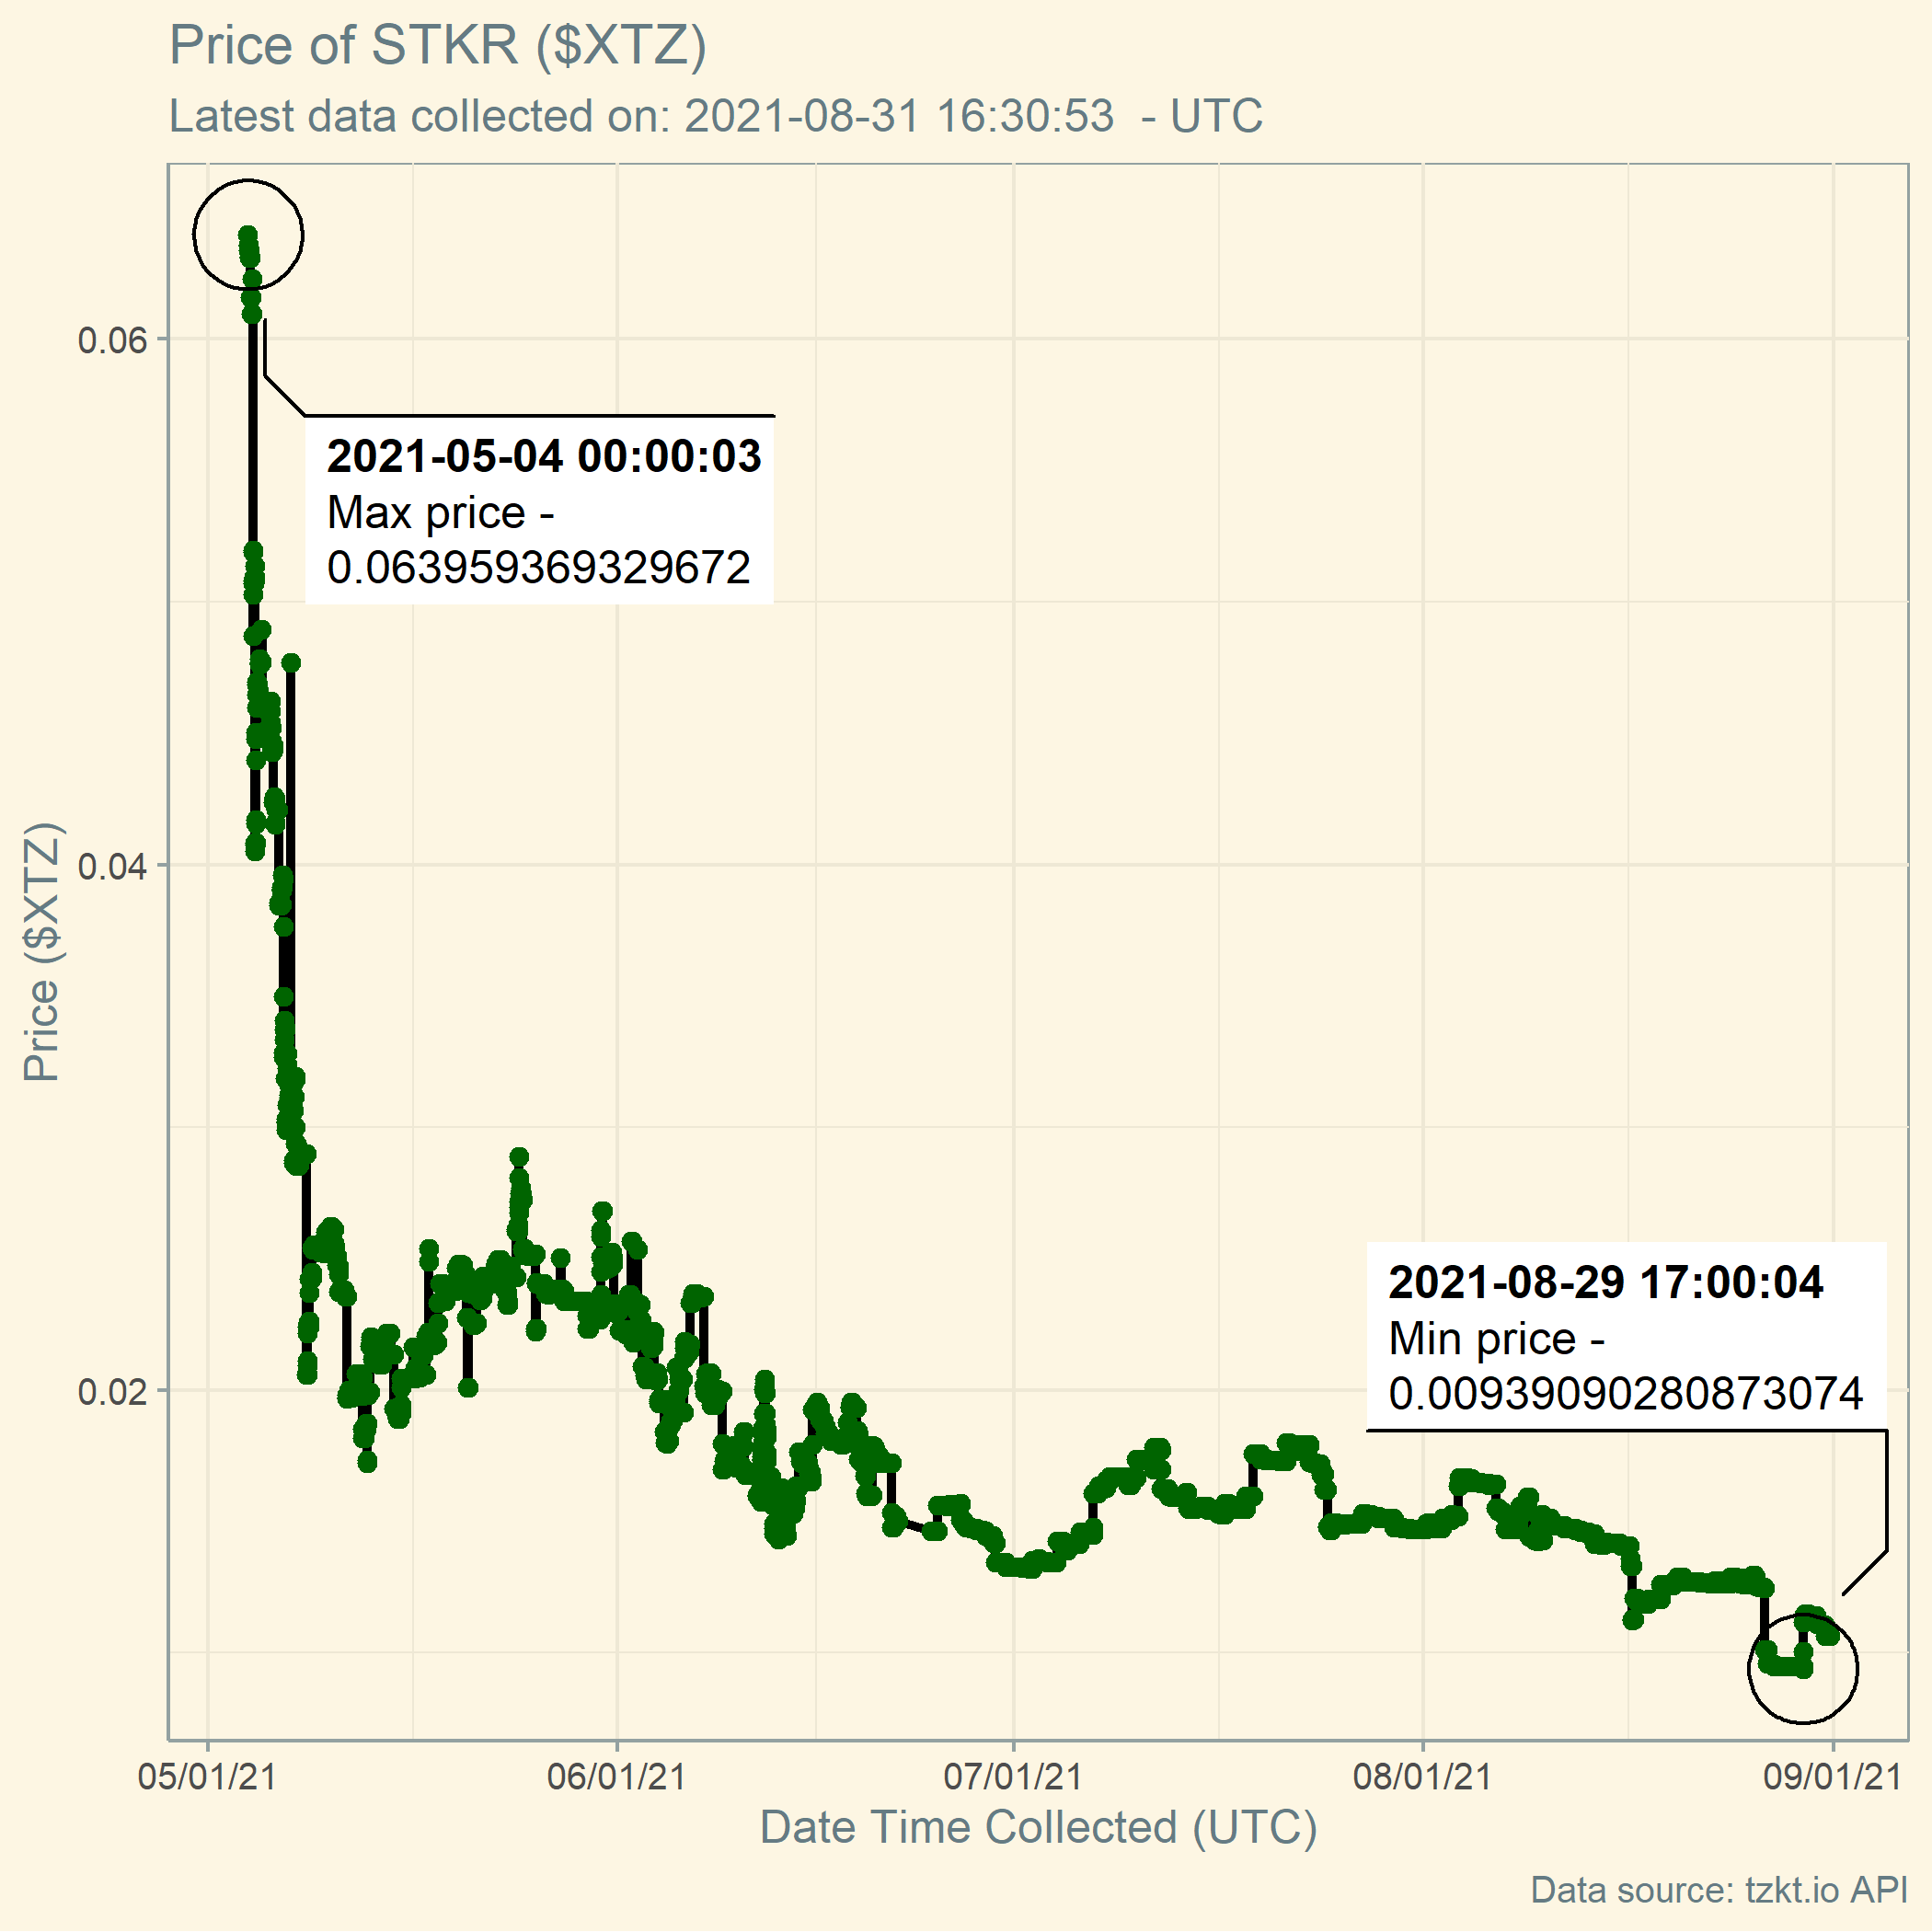 Price of STKR ($XTZ)
Latest data collected on: 2021-08-31 16:30:53  - UTC
0.06
2021-05-04 00:00:03
Max price -
0.063959369329672
0.04
Price ($XTZ)
2021-08-29 17:00:04
Min price -
0.00939090280873074
0.02
05/01/21
06/01/21
07/01/21
08/01/21
09/01/21
Date Time Collected (UTC)
Data source: tzkt.io API